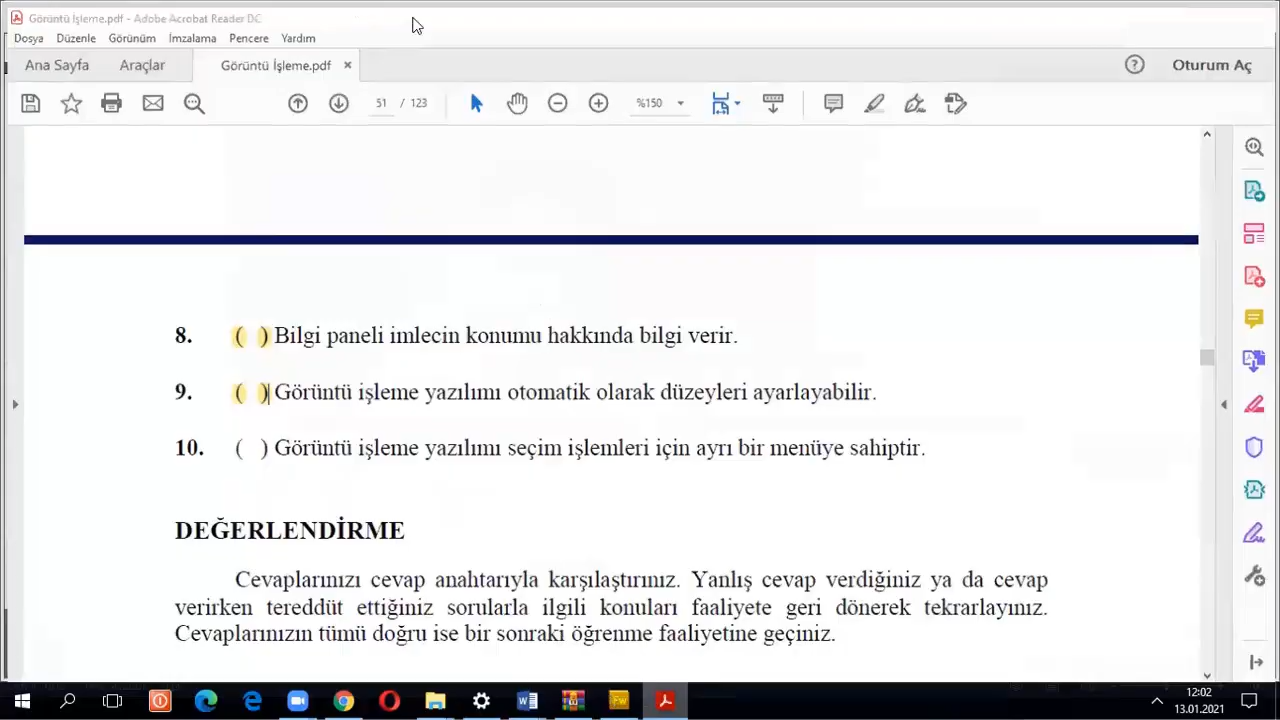 Görüntü İşleme.pdf - Adobe Acrobat Reader DC
Dosya Düzenle Görünüm İmzalama Pencere Yardım
Ana Sayfa Araçlar Görüntü İşleme.pdf × ? Oturum Aç
51 / 123 %150
8. ( ) Bilgi paneli imlecin konumu hakkında bilgi verir.
9. ( ) Görüntü işleme yazılımı otomatik olarak düzeyleri ayarlayabilir.
10. ( ) Görüntü işleme yazılımı seçim işlemleri için ayrı bir menüye sahiptir.
DEĞERLENDİRME
Cevaplarınızı cevap anahtarıyla karşılaştırınız. Yanlış cevap verdiğiniz ya da cevap
verirken tereddüt ettiğiniz sorularla ilgili konuları faaliyete geri dönerek tekrarlayınız.
Cevaplarınızın tümü doğru ise bir sonraki öğrenme faaliyetine geçiniz.
12:02
13.01.2021